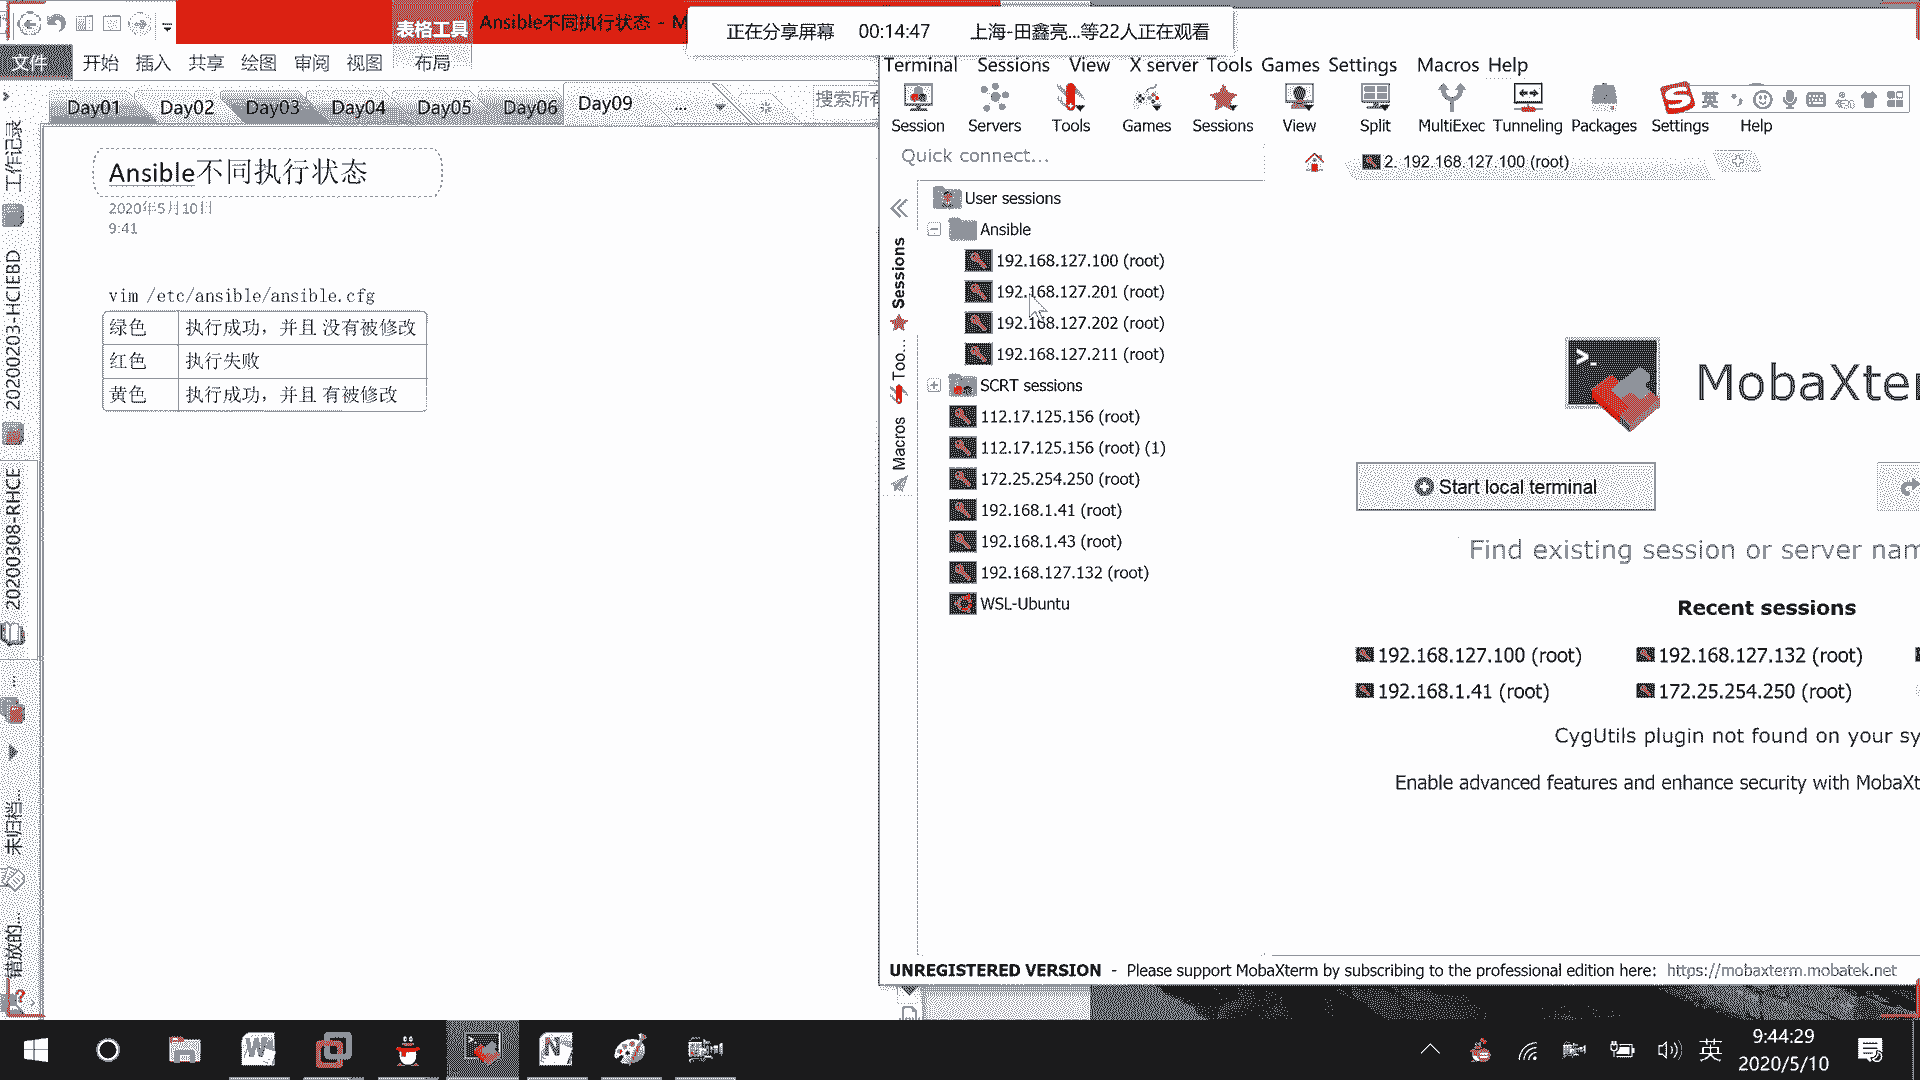 表格工具
Ansible不同执行状态 - M
正在分享屏幕 00:14:47 上海-田鑫亮...等22人正在观看
文件 开始 插入 共享 绘图 审阅 视图 布局
Day01 Day02 Day03 Day04 Day05 Day06 Day09 ...
搜索所有
工作记录
20200203-HCIEBD
20200308-RHCE
...
未归档...
错放的...
Ansible不同执行状态
2020年5月10日
9:41
vim /etc/ansible/ansible.cfg
绿色 执行成功，并且 没有被修改
红色 执行失败
黄色 执行成功，并且 有被修改
Terminal Sessions View X server Tools Games Settings Macros Help
Session Servers Tools Games Sessions View Split MultiExec Tunneling Packages Settings Help
英
Quick connect...
2. 192.168.127.100 (root)
Sessions
Too...
Macros
User sessions
Ansible
192.168.127.100 (root)
192.168.127.201 (root)
192.168.127.202 (root)
192.168.127.211 (root)
SCRT sessions
112.17.125.156 (root)
112.17.125.156 (root) (1)
172.25.254.250 (root)
192.168.1.41 (root)
192.168.1.43 (root)
192.168.127.132 (root)
WSL-Ubuntu
MobaXter
Start local terminal
Find existing session or server nam
Recent sessions
192.168.127.100 (root) 192.168.127.132 (root)
192.168.1.41 (root) 172.25.254.250 (root)
CygUtils plugin not found on your sy
Enable advanced features and enhance security with MobaXt
UNREGISTERED VERSION - Please support MobaXterm by subscribing to the professional edition here: https://mobaxterm.mobatek.net
英
9:44:29
2020/5/10